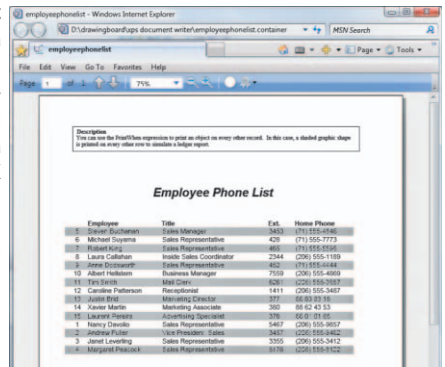 employeephonelist - Windows Internet Explorer
D:\drawingboard\ups document writer\employeephonelist.container
MSN Search
employeephonelist
Page
Tools
File Edit View Go To Favorites Help
Page 1 of 1 75%
Description
You can use the PrintWhen expression to print an object on every other record. In this case, a shaded graphic shape
is printed on every other row to simulate a ledger report.
Employee Phone List
Employee Title Ext. Home Phone
5 Steven Buchanan Sales Manager 3453 (71) 555-4848
6 Michael Suyama Sales Representative 428 (71) 555-7773
7 Robert King Sales Representative 465 (71) 555-5598
8 Laura Callahan Inside Sales Coordinator 2344 (206) 555-1189
9 Anne Dodsworth Sales Representative 452 (71) 555-4444
10 Albert Hellstern Business Manager 7559 (206) 555-4869
11 Tim Smith Mail Clerk 6261 (206) 555-3857
12 Caroline Patterson Receptionist 1411 (206) 555-3487
13 Justin Brid Marketing Director 377
14 Xavier Martin Marketing Associate 380 88 62 43 53
15 Laurent Pereira Advertising Specialist 376
1 Nancy Davolio Sales Representative 5467 (206) 555-9857
2 Andrew Fuller Vice President, Sales 3457 (206) 555-9482
3 Janet Leverling Sales Representative 3355 (206) 555-3412
4 Margaret Peacock Sales Representative 5176 (206) 555-8122